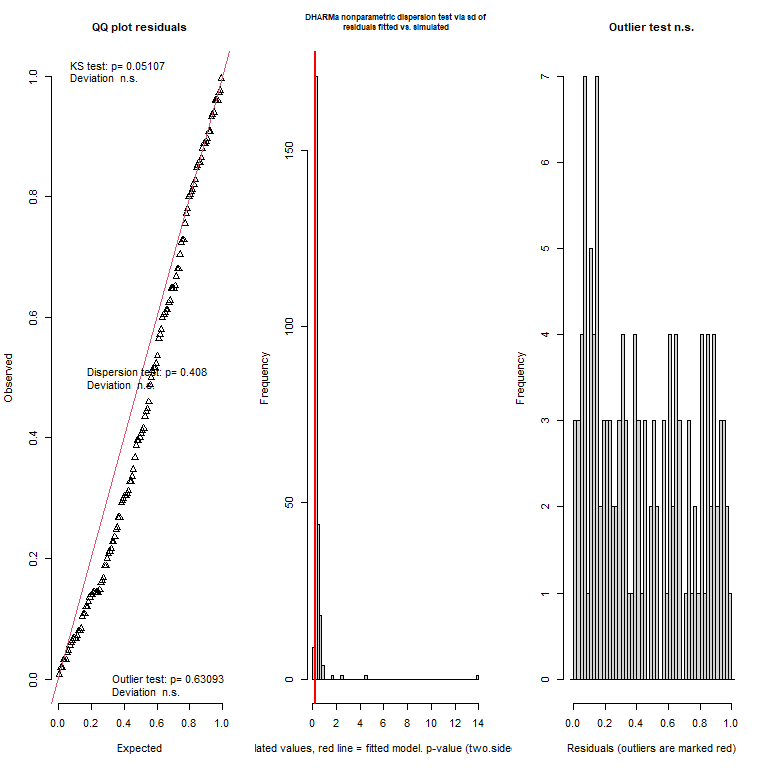 QQ plot residuals
KS test: p= 0.05107
Deviation n.s.
Dispersion test: p= 0.408
Deviation n.s.
Outlier test: p= 0.63093
Deviation n.s.
Observed
0.0
0.2
0.4
0.6
0.8
1.0
0.0 0.2 0.4 0.6 0.8 1.0
Expected
DHARMa nonparametric dispersion test via sd of
residuals fitted vs. simulated
Frequency
0
50
100
150
0 2 4 6 8 10 12 14
lated values, red line = fitted model. p-value (two.side
Outlier test n.s.
Frequency
0
1
2
3
4
5
6
7
0.0 0.2 0.4 0.6 0.8 1.0
Residuals (outliers are marked red)